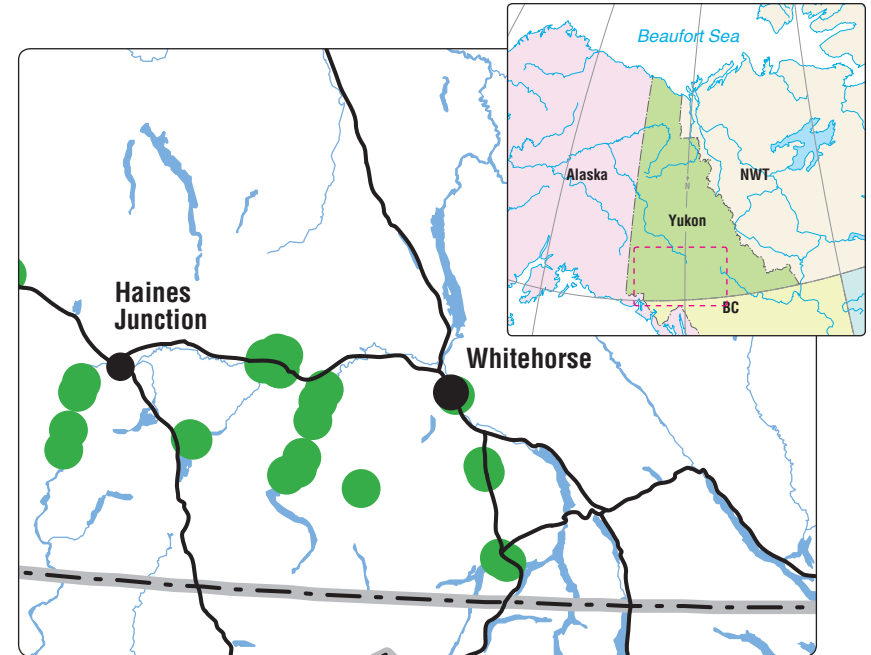 Beaufort Sea
Alaska
NWT
N
Yukon
BC
Haines
Junction
Whitehorse